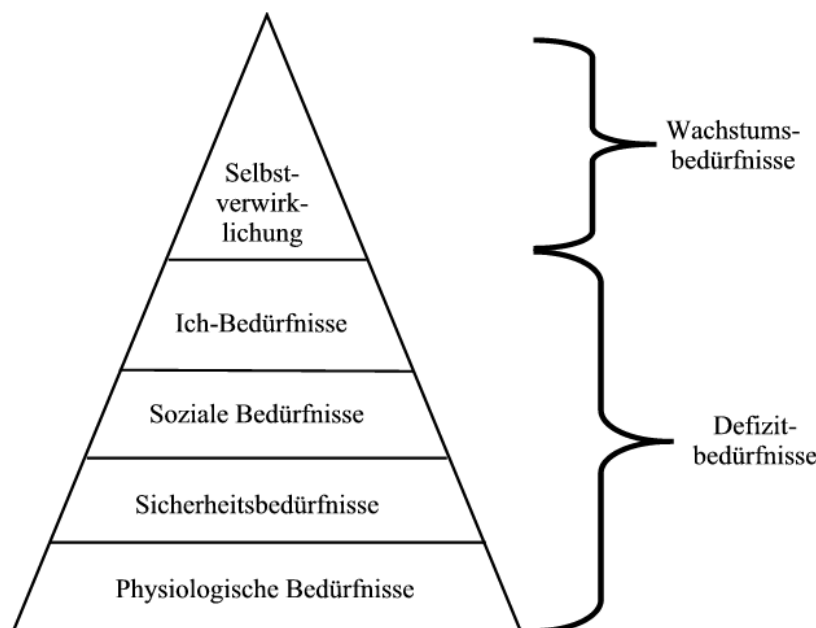 Selbst-
verwirk-
lichung
Ich-Bedürfnisse
Soziale Bedürfnisse
Sicherheitsbedürfnisse
Physiologische Bedürfnisse
Wachstums-
bedürfnisse
Defizit-
bedürfnisse